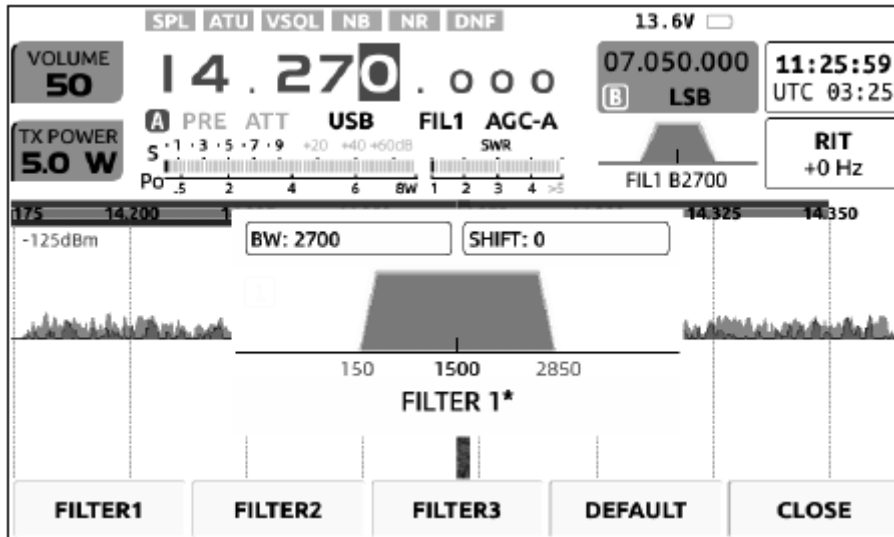 SPL ATU VSQL NB NR DNF 13.6V
VOLUME
50
14.270.000
07.050.000
B LSB
11:25:59
UTC 03:25
A PRE ATT USB FIL1 AGC-A
TX POWER
5.0 W
S ·1 ·3 ·5 ·7 ·9 +20 +40 +60dB SWR
Po .5 2 4 6 8W 1 2 3 4 >5
FIL1 B2700
RIT
+0 Hz
175 14.200 14.325 14.350
-125dBm
BW: 2700 SHIFT: 0
150 1500 2850
FILTER 1*
FILTER1 FILTER2 FILTER3 DEFAULT CLOSE